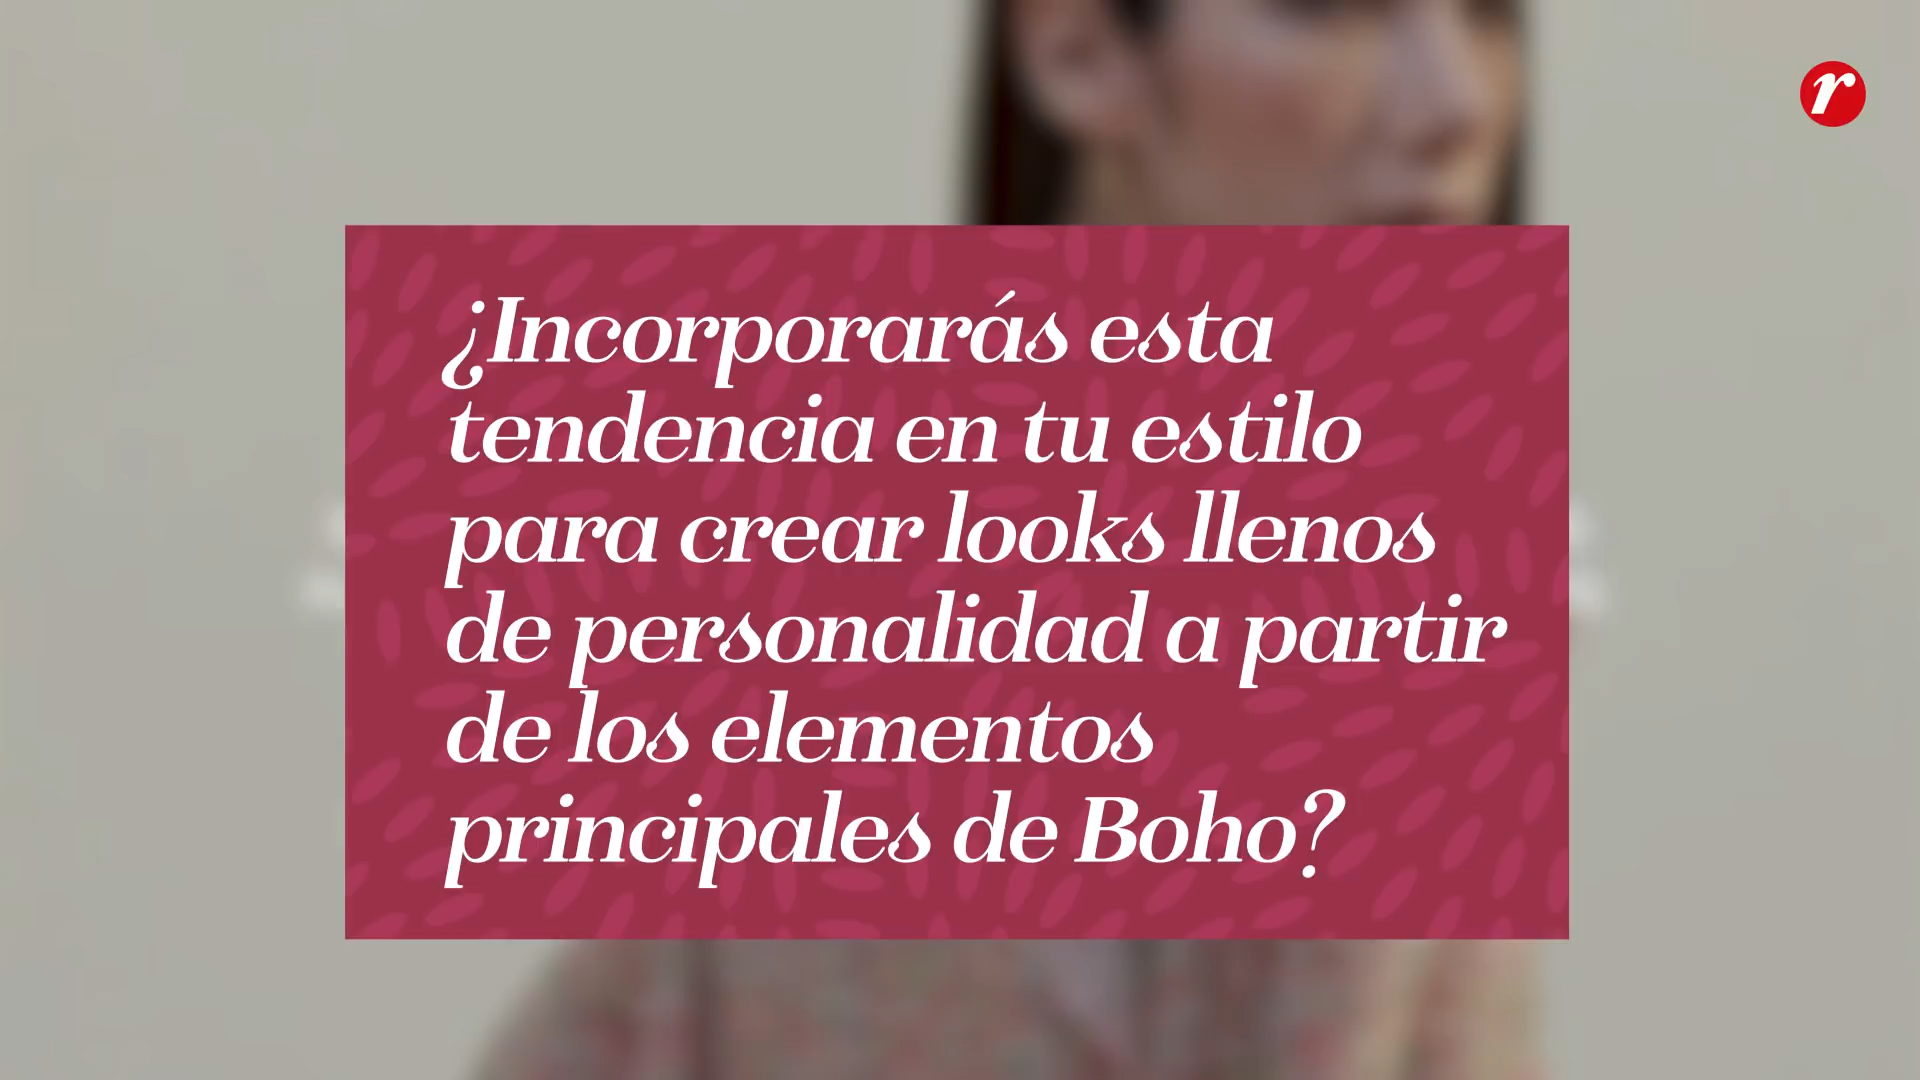 r
¿Incorporarás esta
tendencia en tu estilo
para crear looks llenos
de personalidad a partir
de los elementos
principales de Boho?